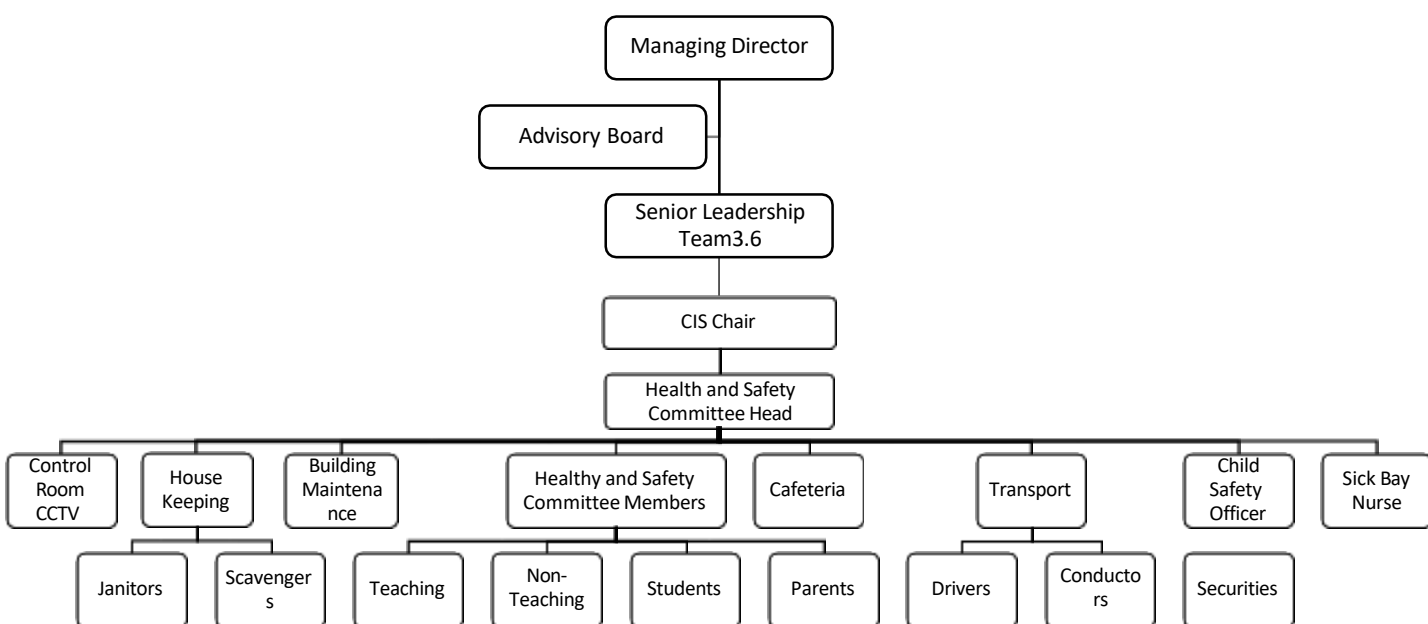 Managing Director
Advisory Board
Senior Leadership
Team3.6
CIS Chair
Health and Safety
Committee Head
Control
Room
CCTV
House
Keeping
Building
Maintena
nce
Healthy and Safety
Committee Members
Cafeteria
Transport
Child
Safety
Officer
Sick Bay
Nurse
Janitors
Scavenger
s
Teaching
Non-
Teaching
Students
Parents
Drivers
Conducto
rs
Securities